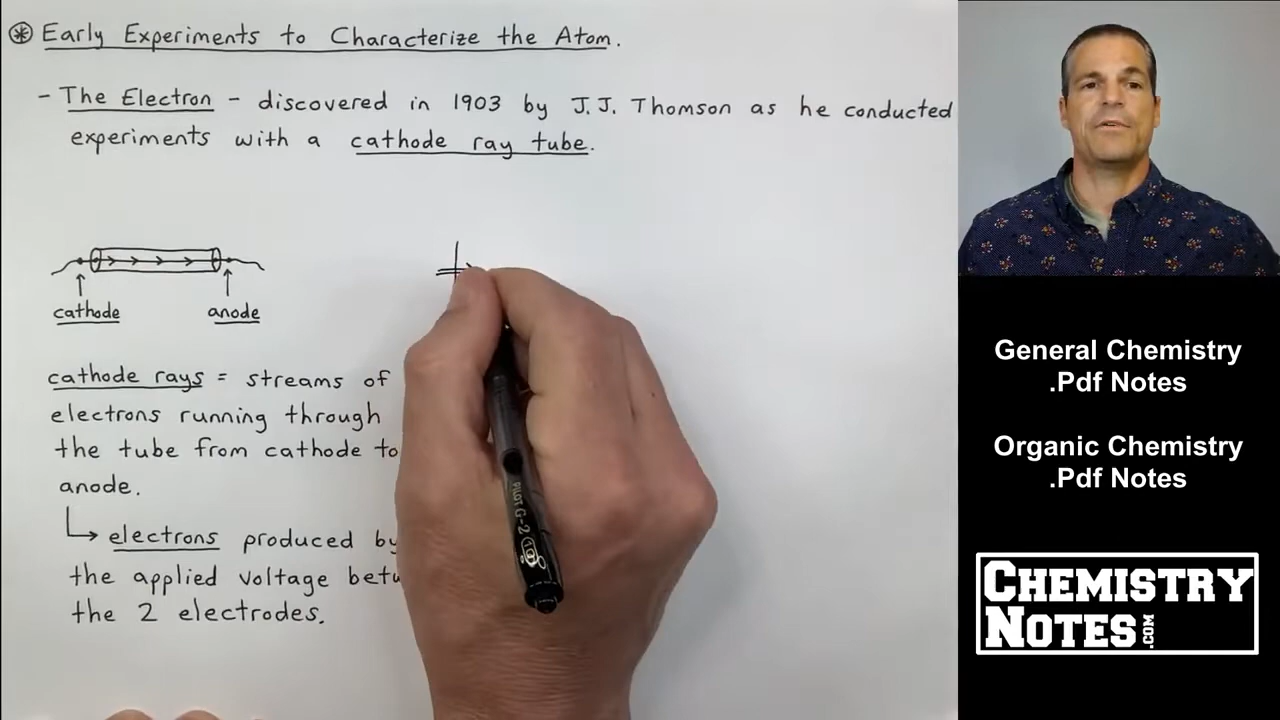 ⊛ Early Experiments to Characterize the Atom.
- The Electron - discovered in 1903 by J.J. Thomson as he conducted
experiments with a cathode ray tube.
cathode
anode
cathode rays = streams of
electrons running through
the tube from cathode to
anode.
↳ electrons produced by
the applied voltage
the 2 electrodes.
PILOT G-2
General Chemistry
.Pdf Notes
Organic Chemistry
.Pdf Notes
CHEMISTRY
NOTES.COM